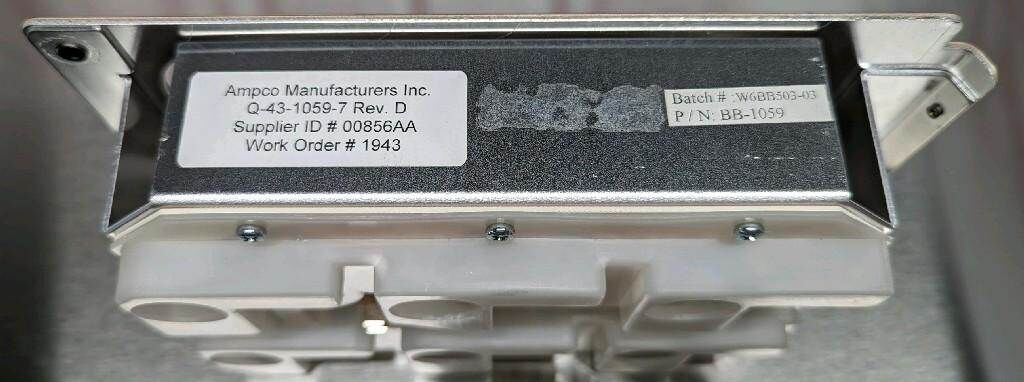 Ampco Manufacturers Inc.
Q-43-1059-7 Rev. D
Supplier ID # 00856AA
Work Order # 1943
Batch # :W6BB503-03
P / N: BB-1059